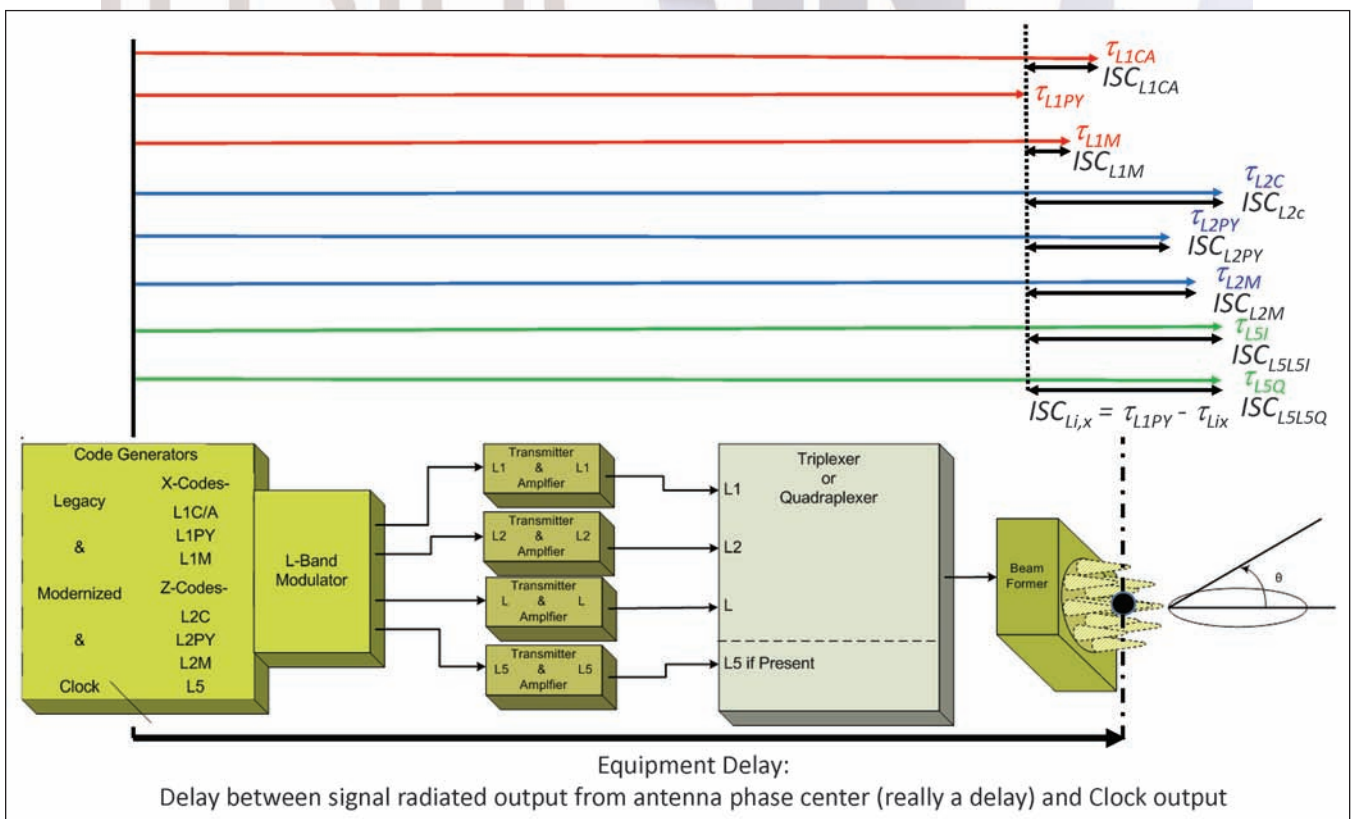 τL1CA
ISCL1CA
τL1PY
τL1M
ISCL1M
τL2C
ISCL2c
τL2PY
ISCL2PY
τL2M
ISCL2M
τL5I
ISCL5L5I
τL5Q
ISCLi,x = τL1PY - τLix ISCL5L5Q
Code Generators
X-Codes-
Legacy
L1C/A
L1PY
&
L1M
Z-Codes-
Modernized
L2C
&
L2PY
L2M
Clock
L5
L-Band
Modulator
Transmitter
L1 & L1
Amplfier
Transmitter
L2 & L2
Amplfier
Transmitter
L & L
Amplfier
Transmitter
L5 & L5
Amplfier
Triplexer
or
Quadraplexer
L1
L2
L
L5 if Present
Beam
Former
θ
Equipment Delay:
Delay between signal radiated output from antenna phase center (really a delay) and Clock output